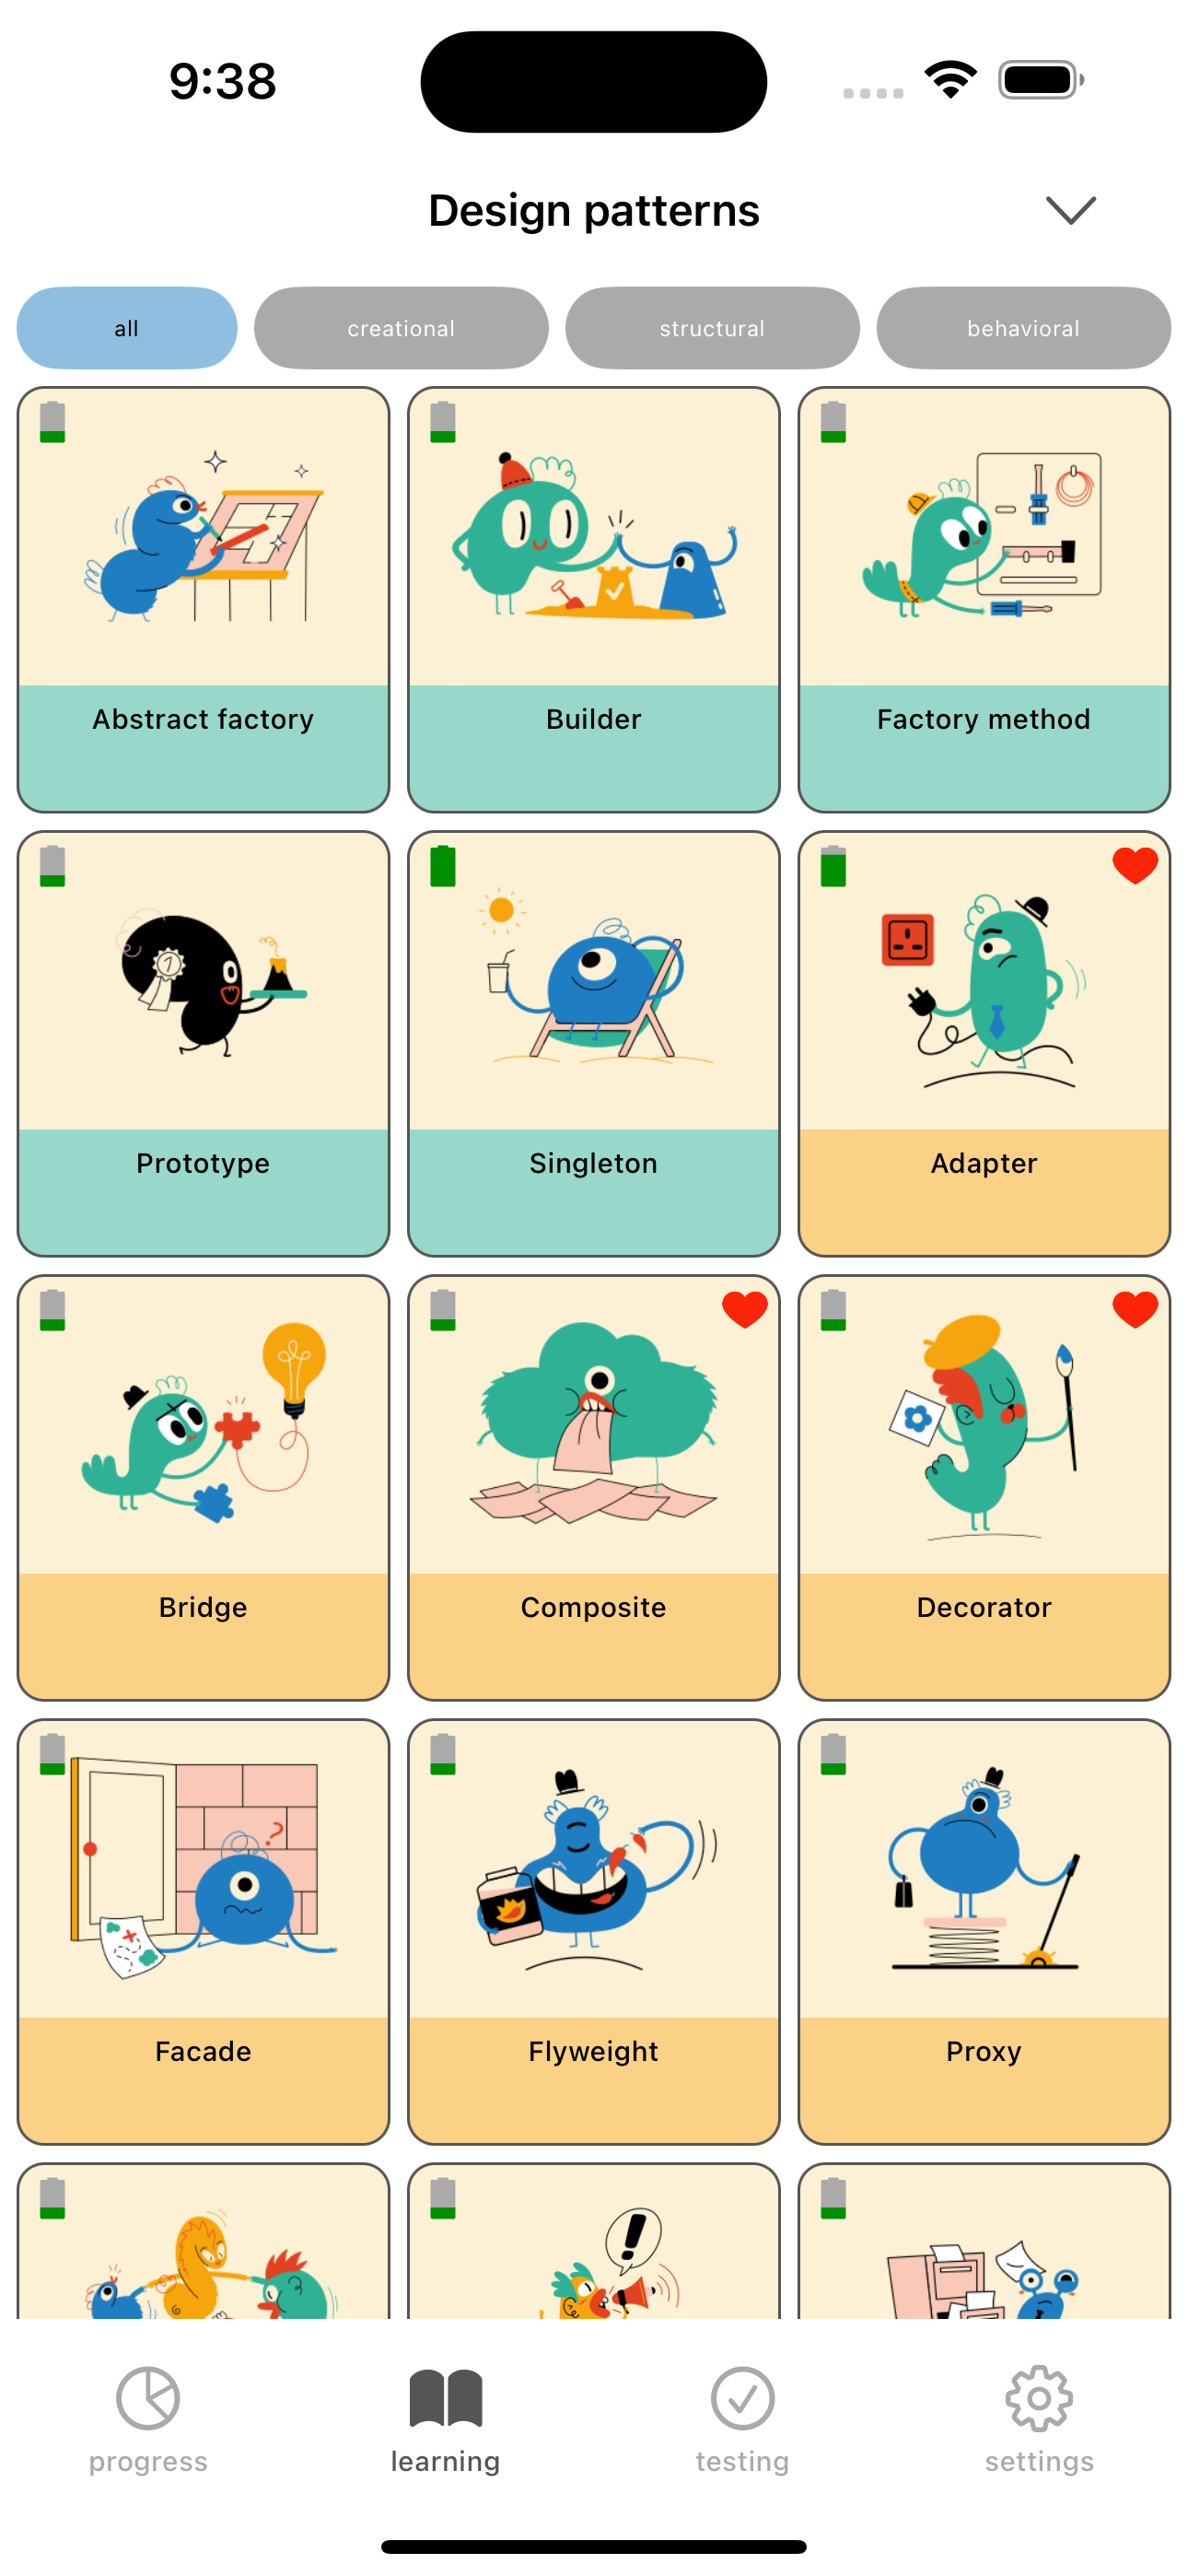 9:38
Design patterns
all
creational
structural
behavioral
Abstract factory
Builder
Factory method
Prototype
Singleton
Adapter
Bridge
Composite
Decorator
?
Facade
Flyweight
Proxy
!
progress
learning
testing
settings